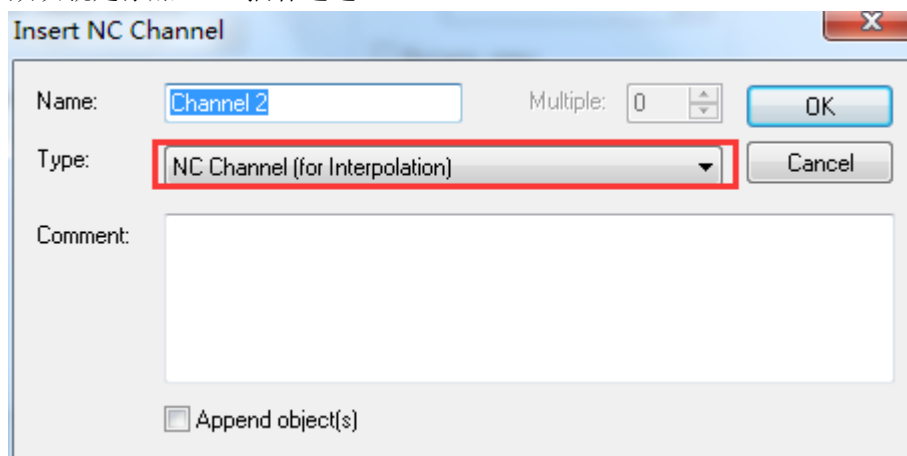 Insert NC Channel
Name: Channel 2 Multiple: 0 OK
Type: NC Channel (for Interpolation) Cancel
Comment:
Append object(s)